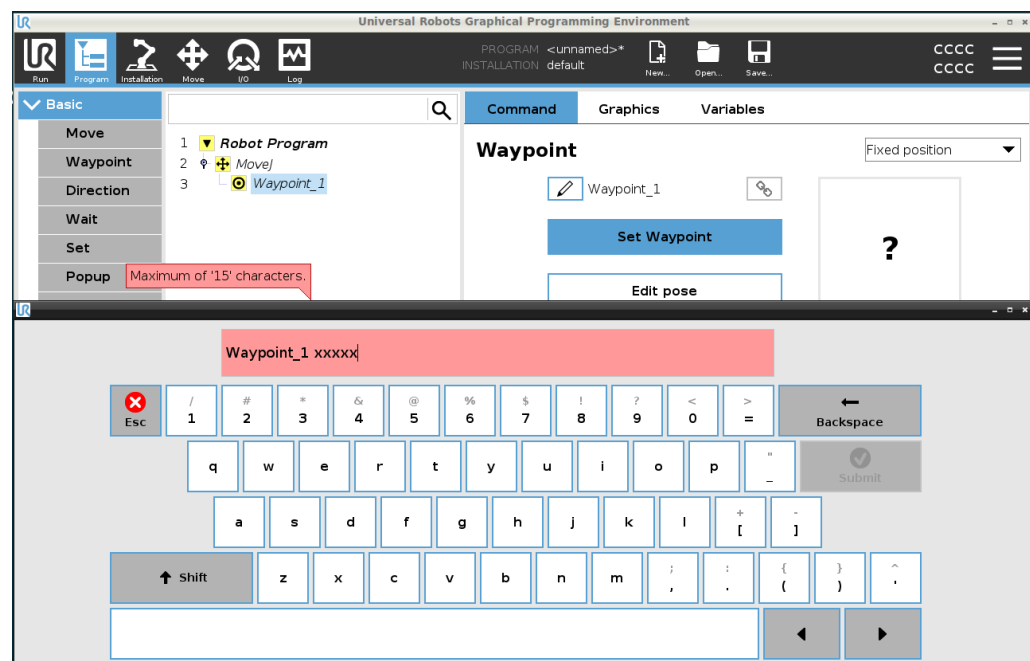 UR
Universal Robots Graphical Programming Environment
UR
Run
Program
Installation
Move
I/O
Log
PROGRAM <unnamed>*
INSTALLATION default
New...
Open...
Save...
CCCC
CCCC
Basic
Move
Waypoint
Direction
Wait
Set
Popup
1 Robot Program
2 MoveJ
3 Waypoint_1
Command Graphics Variables
Waypoint
Fixed position
Waypoint_1
Set Waypoint
?
Edit pose
Maximum of '15' characters.
UR
Waypoint_1 xxxxx
Esc
/ # * & @ % $ ! ? < >
1 2 3 4 5 6 7 8 9 0 =
Backspace
q w e r t y u i o p " _
Submit
a s d f g h j k l + [ - ]
Shift
z x c v b n m ; , : . { ( } ) ^ '